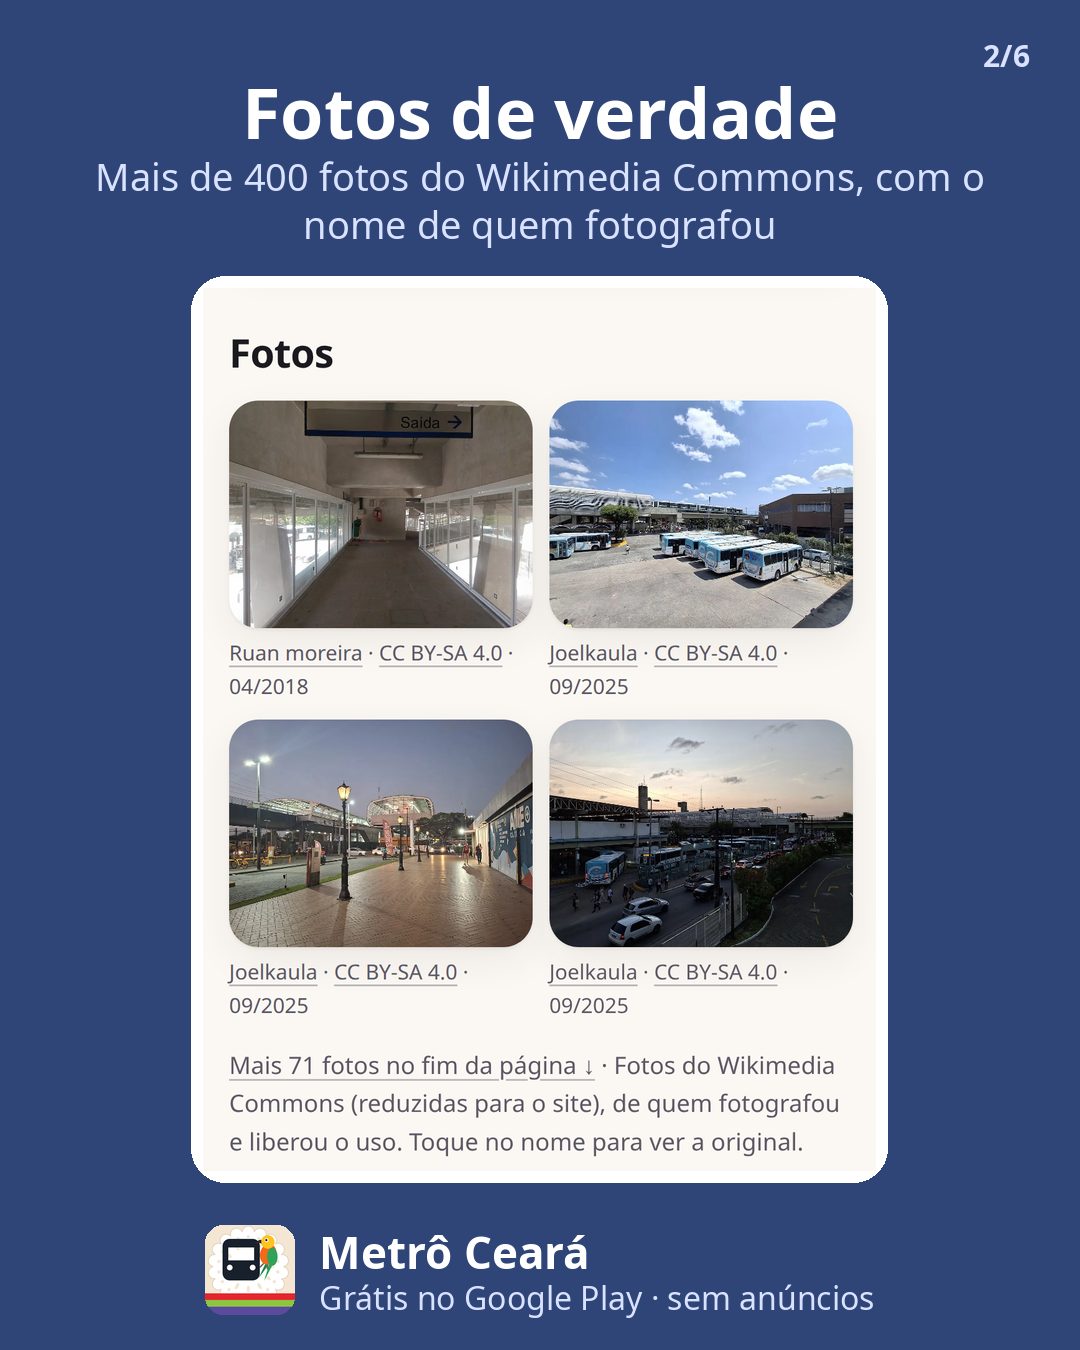 2/6
Fotos de verdade
Mais de 400 fotos do Wikimedia Commons, com o
nome de quem fotografou
Fotos
Saída →
Ruan moreira · CC BY-SA 4.0 ·
04/2018
Joelkaula · CC BY-SA 4.0 ·
09/2025
Joelkaula · CC BY-SA 4.0 ·
09/2025
Joelkaula · CC BY-SA 4.0 ·
09/2025
Mais 71 fotos no fim da página ↓ · Fotos do Wikimedia
Commons (reduzidas para o site), de quem fotografou
e liberou o uso. Toque no nome para ver a original.
Metrô Ceará
Grátis no Google Play · sem anúncios